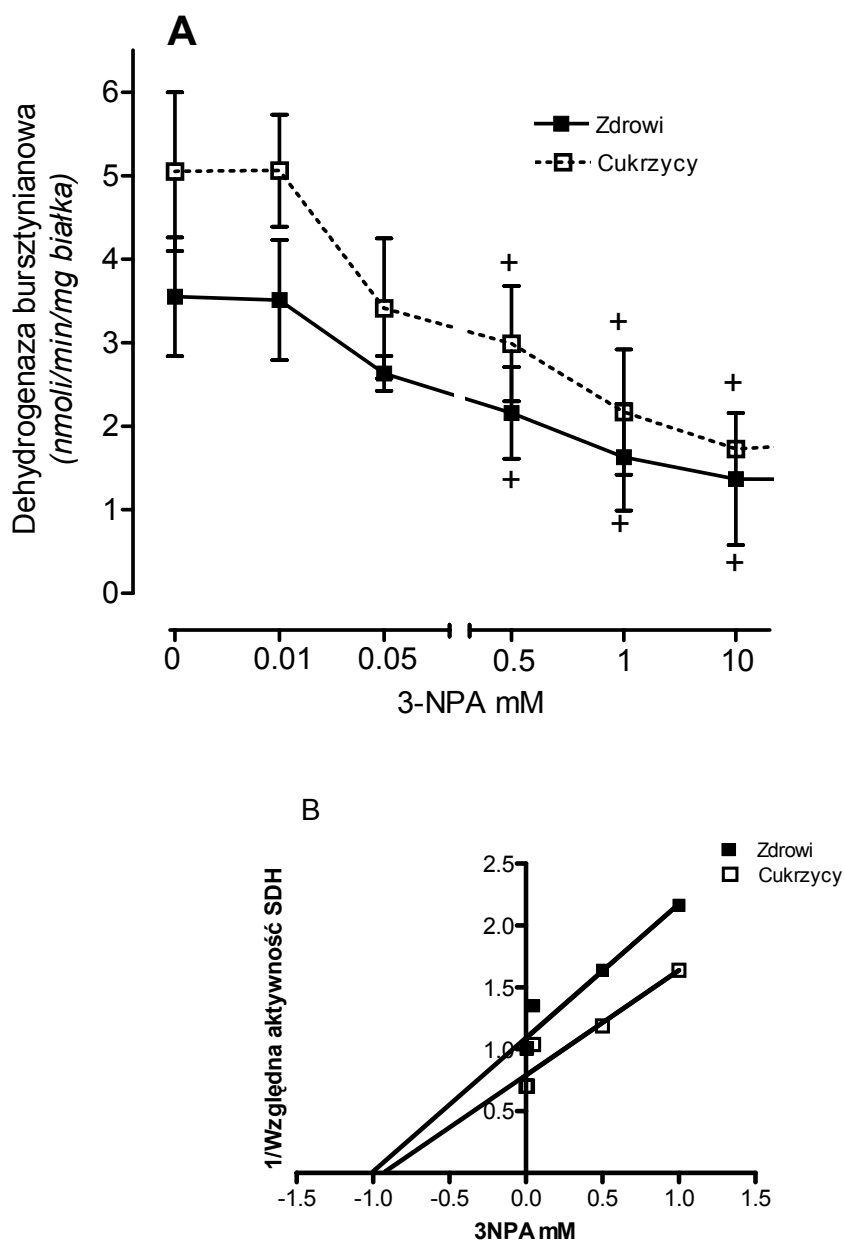 A
Dehydrogenaza bursztynianowa
(nmoli/min/mg białka)
6
5
4
3
2
1
0
Zdrowi
Cukrzycy
+ + +
+ + +
0 0.01 0.05 0.5 1 10
3-NPA mM
B
1/Względna aktywność SDH
2.5
2.0
1.5
1.0
0.5
Zdrowi
Cukrzycy
-1.5 -1.0 -0.5 0.0 0.5 1.0 1.5
3NPA mM